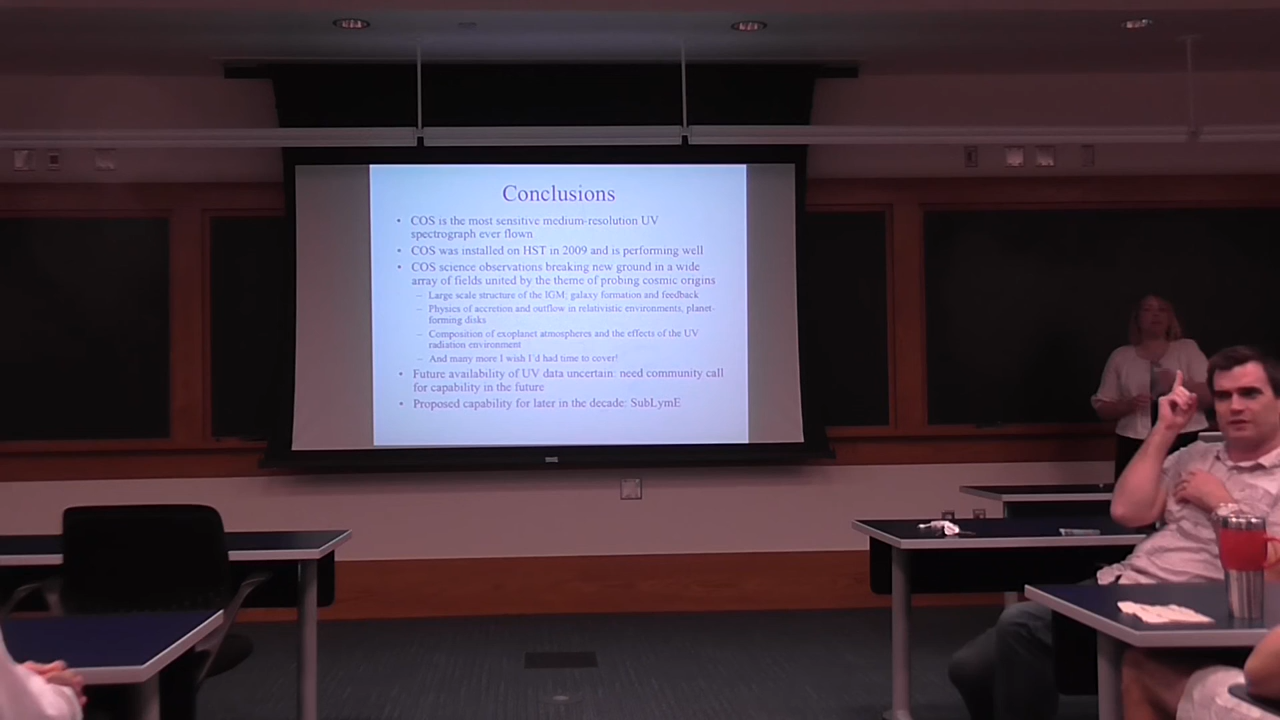 Conclusions
• COS is the most sensitive medium-resolution UV
spectrograph ever flown
• COS was installed on HST in 2009 and is performing well
• COS science observations breaking new ground in a wide
array of fields united by the theme of probing cosmic origins
– Large scale structure of the IGM; galaxy formation and feedback
– Physics of accretion and outflow in relativistic environments, planet-
forming disks
– Composition of exoplanet atmospheres and the effects of the UV
radiation environment
– And many more I wish I'd had time to cover!
• Future availability of UV data uncertain: need community call
for capability in the future
• Proposed capability for later in the decade: SubLymE